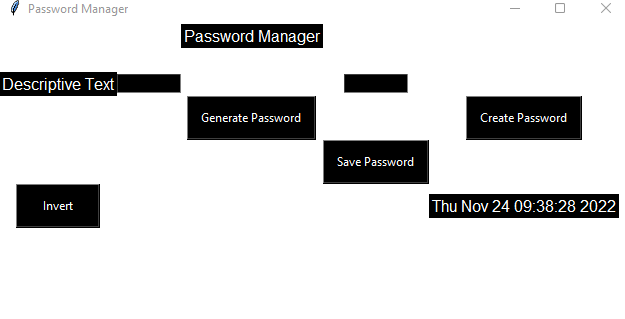 Password Manager
Password Manager
Descriptive Text
Generate Password
Create Password
Save Password
Invert
Thu Nov 24 09:38:28 2022